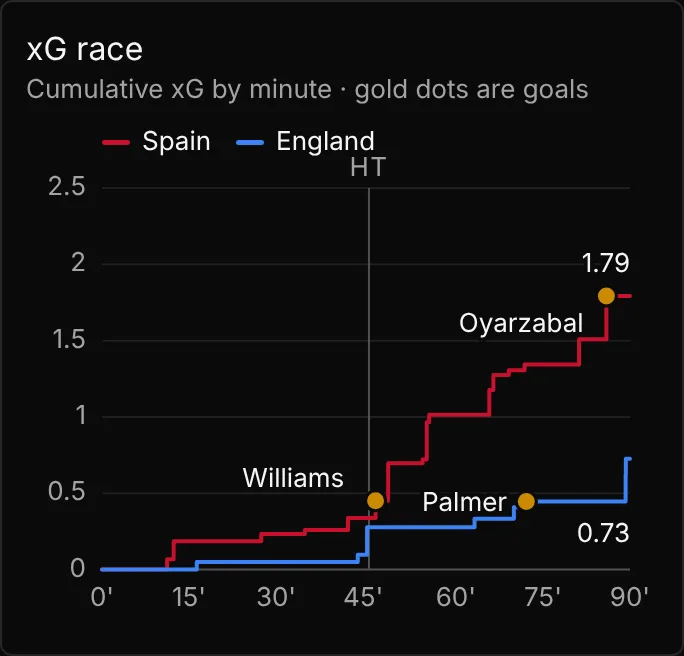 xG race
Cumulative xG by minute · gold dots are goals
Spain England
HT
2.5
2
1.79
Oyarzabal
1.5
1
Williams
0.5
Palmer
0.73
0
0' 15' 30' 45' 60' 75' 90'